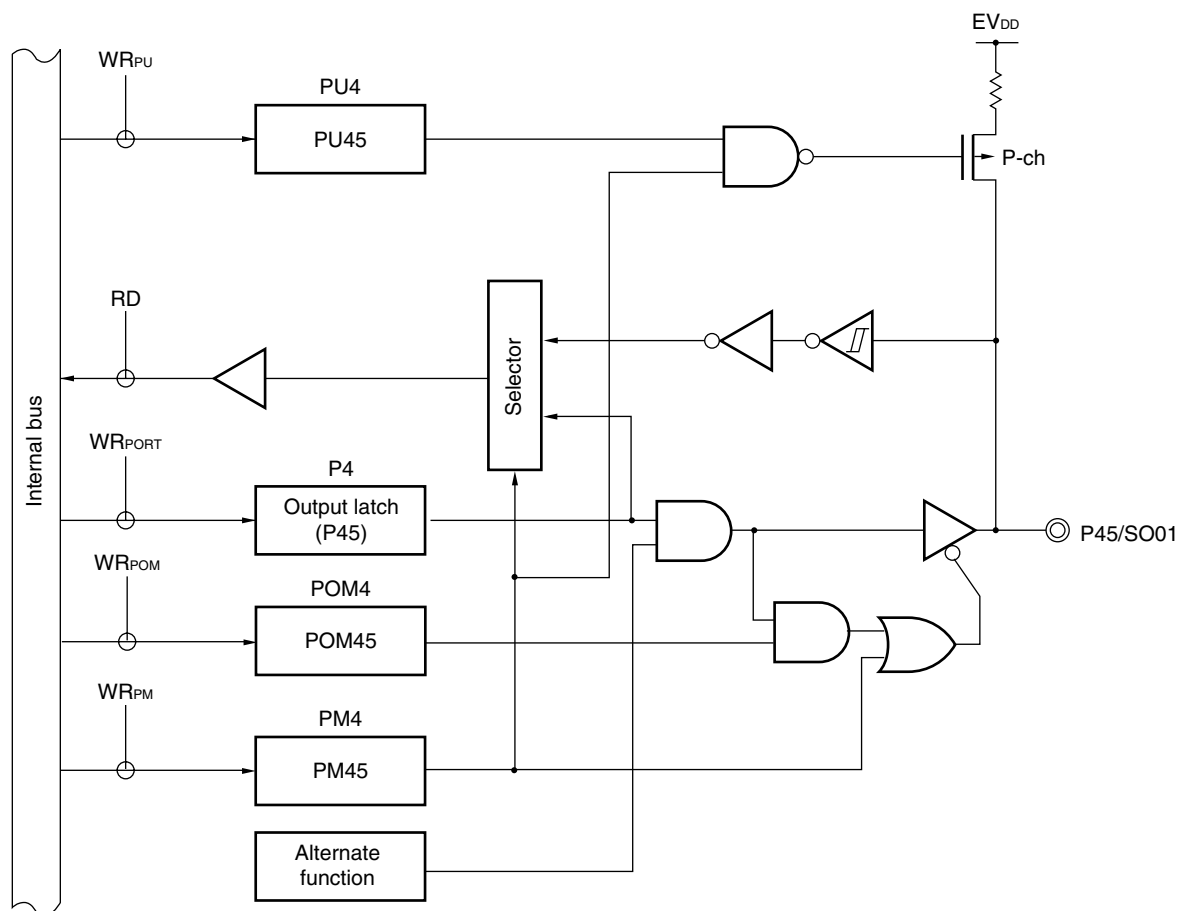 EVDD
WRPU
PU4
PU45
P-ch
RD
Selector
Internal bus
WRPORT
P4
Output latch
(P45)
P45/SO01
WRPOM
POM4
POM45
WRPM
PM4
PM45
Alternate
function